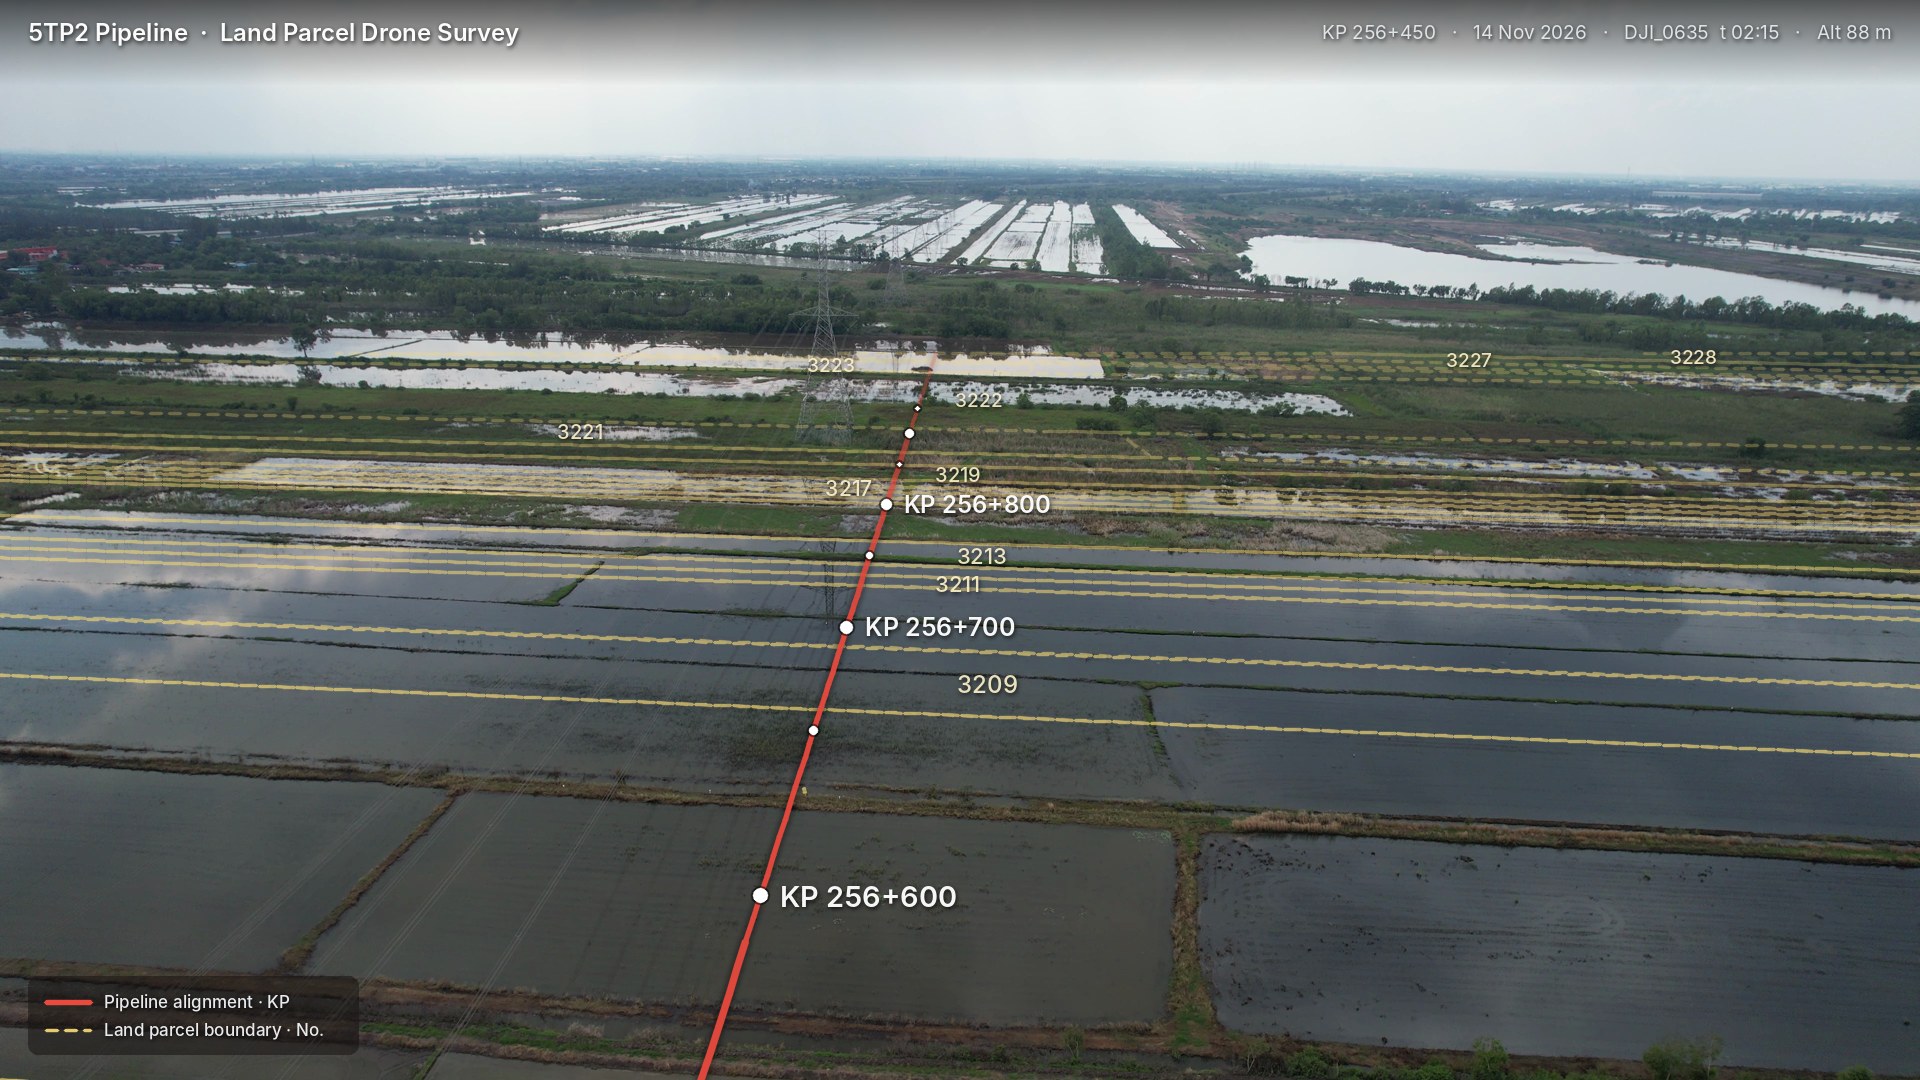 5TP2 Pipeline · Land Parcel Drone Survey
KP 256+450 · 14 Nov 2026 · DJI_0635 t 02:15 · Alt 88 m
3223
3227
3228
3222
3221
3219
3217
KP 256+800
3213
3211
KP 256+700
3209
KP 256+600
Pipeline alignment · KP
Land parcel boundary · No.